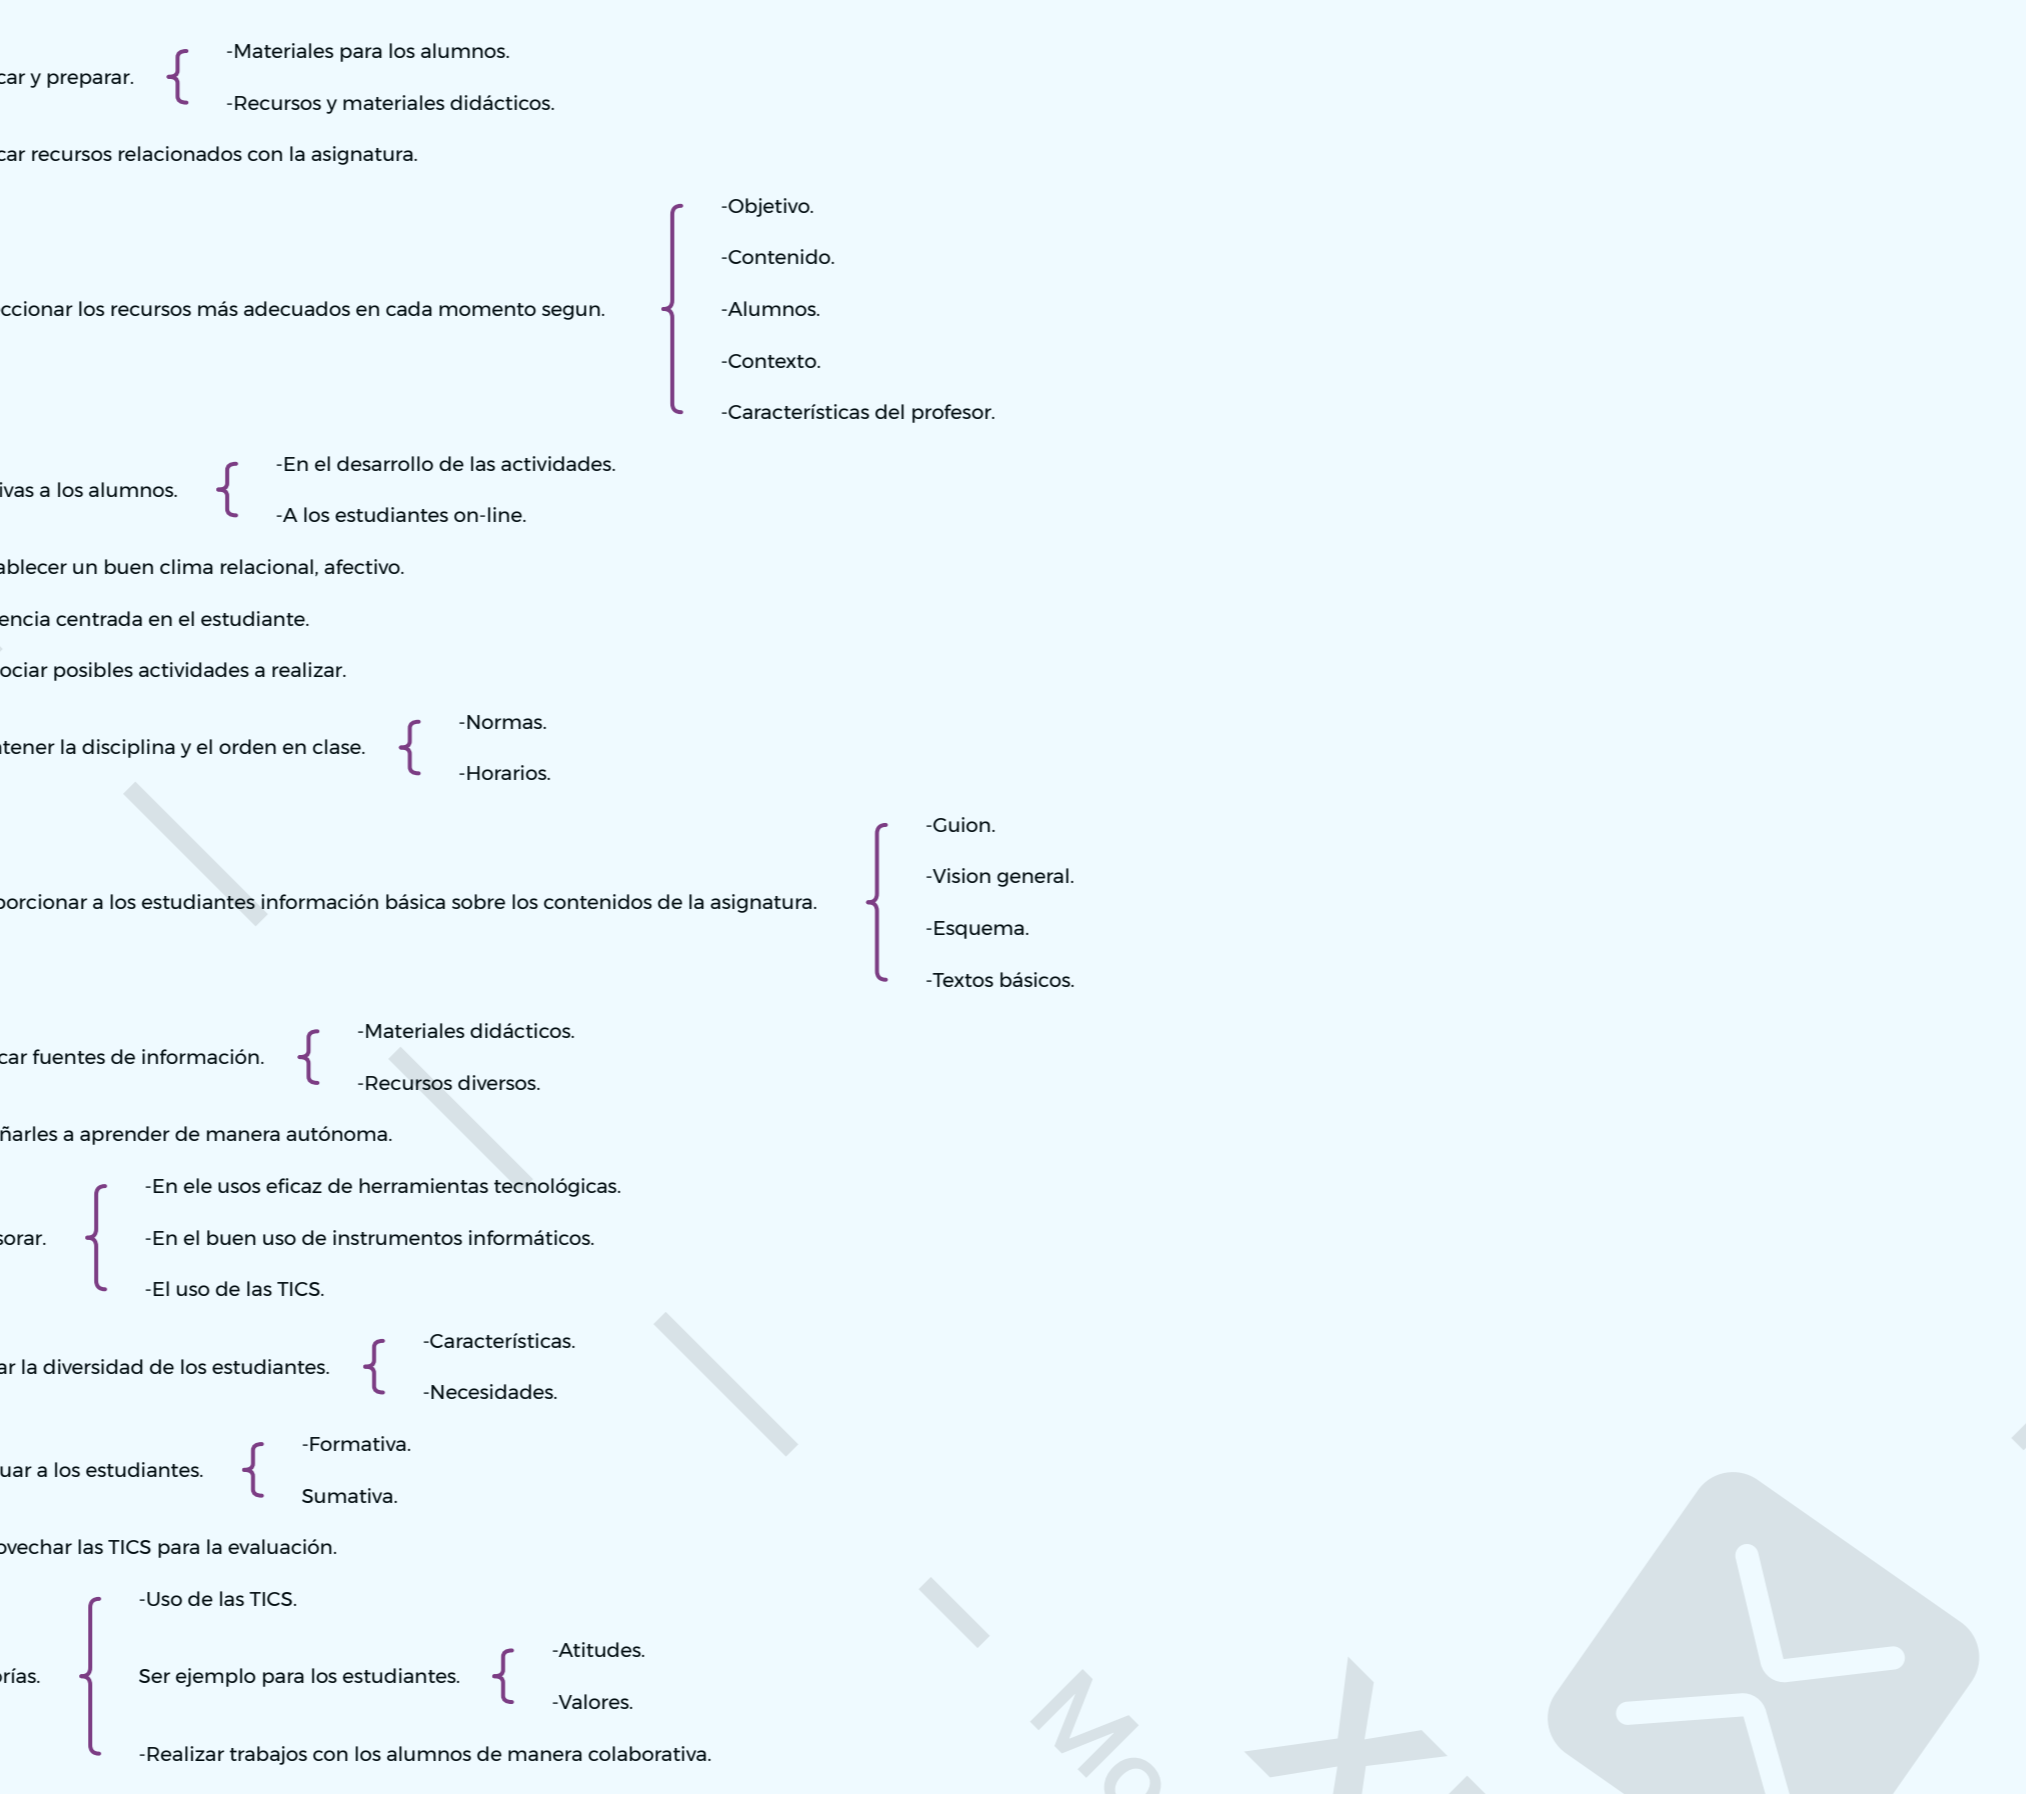 -Materiales para los alumnos.
car y preparar.
-Recursos y materiales didácticos.
car recursos relacionados con la asignatura.
-Objetivo.
-Contenido.
ccionar los recursos más adecuados en cada momento segun.
-Alumnos.
-Contexto.
-Características del profesor.
-En el desarrollo de las actividades.
ivas a los alumnos.
-A los estudiantes on-line.
ablecer un buen clima relacional, afectivo.
encia centrada en el estudiante.
ociar posibles actividades a realizar.
-Normas.
tener la disciplina y el orden en clase.
-Horarios.
-Guion.
-Vision general.
porcionar a los estudiantes información básica sobre los contenidos de la asignatura.
-Esquema.
-Textos básicos.
-Materiales didácticos.
car fuentes de información.
-Recursos diversos.
ñarles a aprender de manera autónoma.
-En ele usos eficaz de herramientas tecnológicas.
sorar.
-En el buen uso de instrumentos informáticos.
-El uso de las TICS.
-Características.
ar la diversidad de los estudiantes.
-Necesidades.
-Formativa.
uar a los estudiantes.
Sumativa.
ovechar las TICS para la evaluación.
-Uso de las TICS.
-Atitudes.
orías.
Ser ejemplo para los estudiantes.
-Valores.
-Realizar trabajos con los alumnos de manera colaborativa.
Mo
X